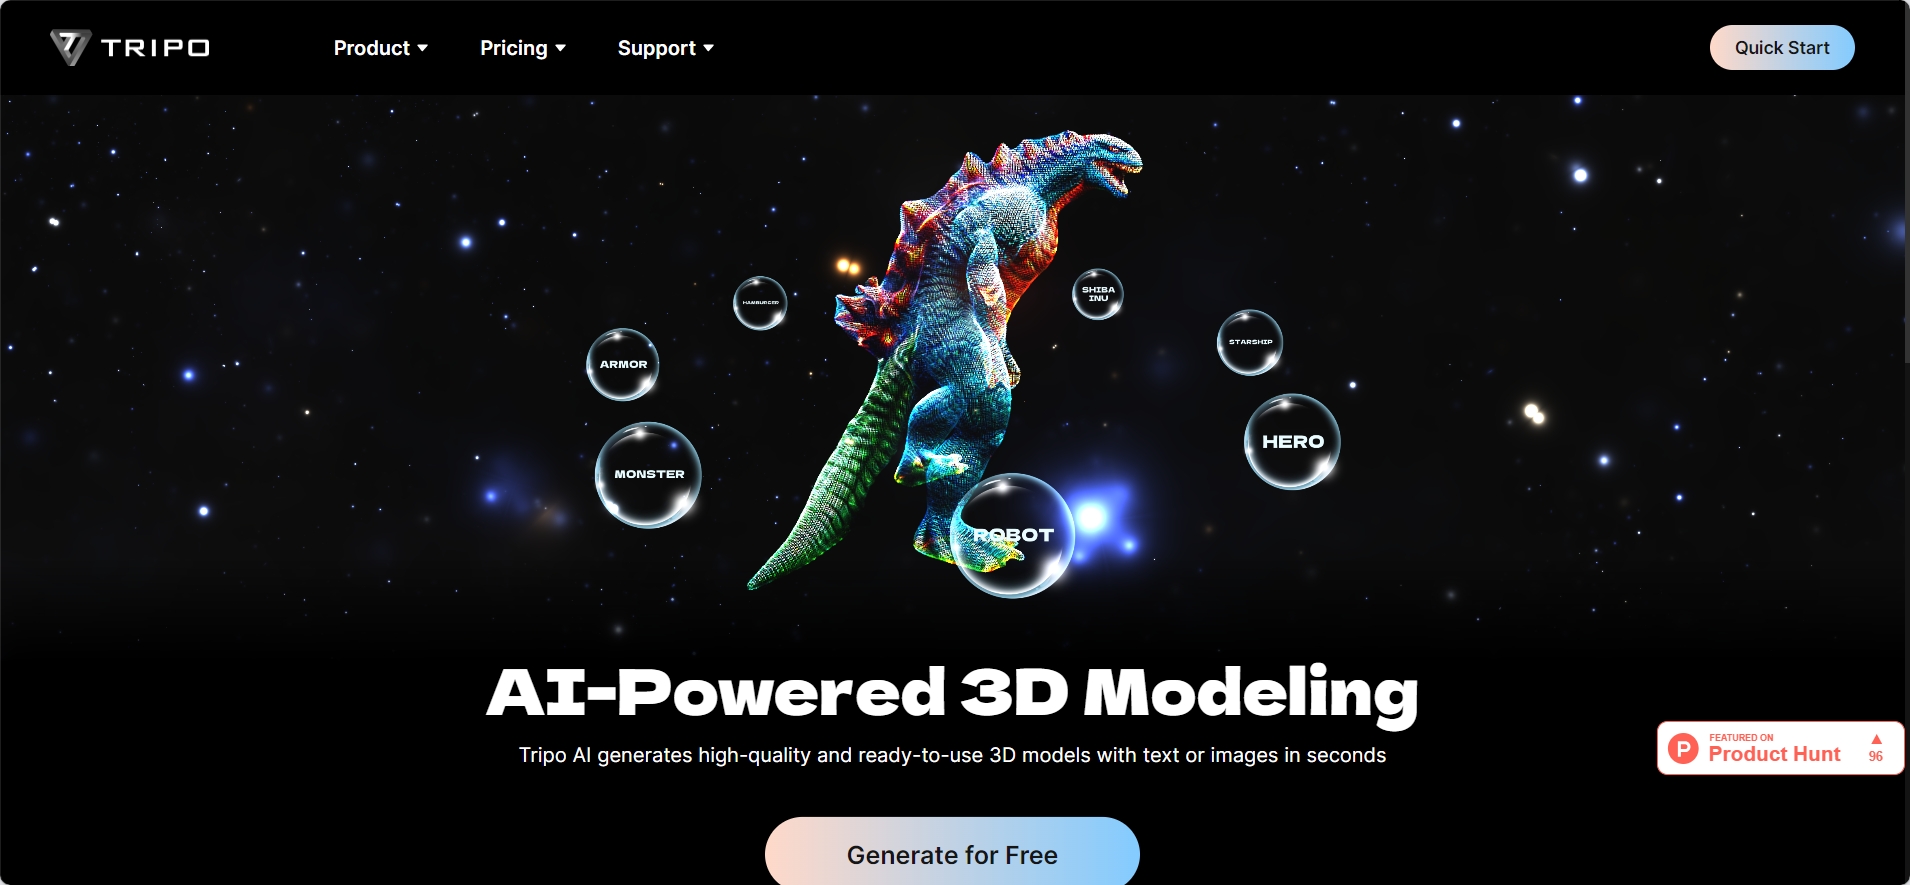 TRIPO
Product
Pricing
Support
Quick Start
HAMBURGER
SHIBA
INU
STARSHIP
ARMOR
HERO
MONSTER
ROBOT
AI-Powered 3D Modeling
Tripo AI generates high-quality and ready-to-use 3D models with text or images in seconds
FEATURED ON
P Product Hunt
96
Generate for Free